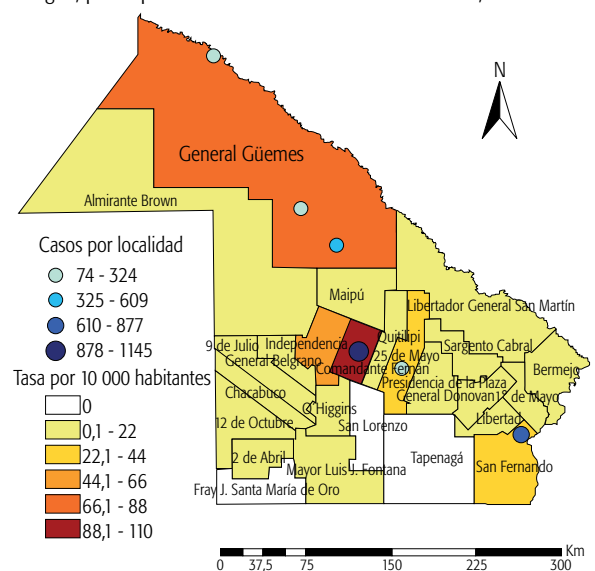 N
General Güemes
Almirante Brown
Casos por localidad
74 - 324
325 - 609
610 - 877
878 - 1145
Tasa por 10 000 habitantes
0
0,1 - 22
22,1 - 44
44,1 - 66
66,1 - 88
88,1 - 110
Maipú
Libertador General San Martín
9 de Julio
Independencia
Quitilipi
General Belgrano
25 de Mayo
Sargento Cabral
Comandante Fernán
Presidencia de la Plaza
Bermejo
Chacabuco
General Donovan
1° de Mayo
O Higgins
12 de Octubre
San Lorenzo
Libertad
2 de Abril
Mayor Luis J. Fontana
Tapenagá
San Fernando
Fray J. Santa María de Oro
Km
0 37,5 75 150 225 300